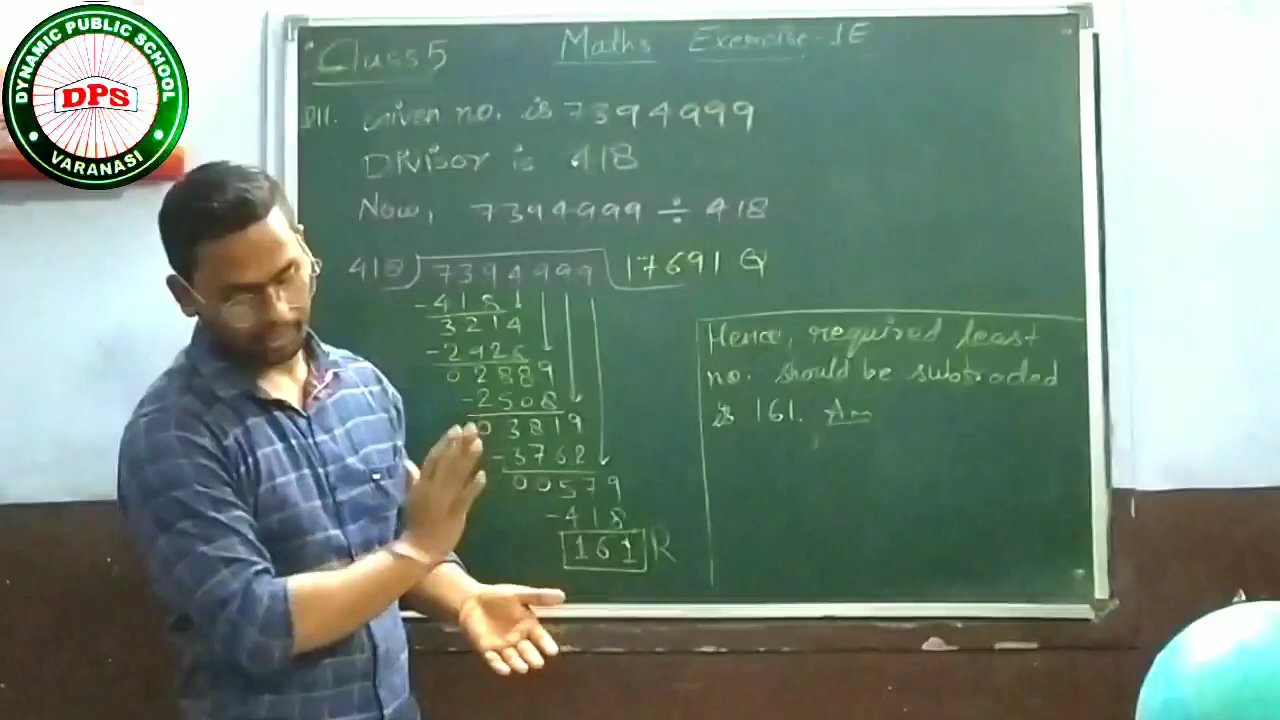 DYNAMIC PUBLIC SCHOOL
DPS
VARANASI
Class 5
Maths Exercise-1E
Q11. Given no. is 7394999
Divisor is 418
Now, 7394999 ÷ 418
418) 7394999 (17691 Q
-418
3214
-2926
02889
-2508
03819
-3762
00579
-418
161 R
Hence, required least
no. should be subtracted
is 161. Ans